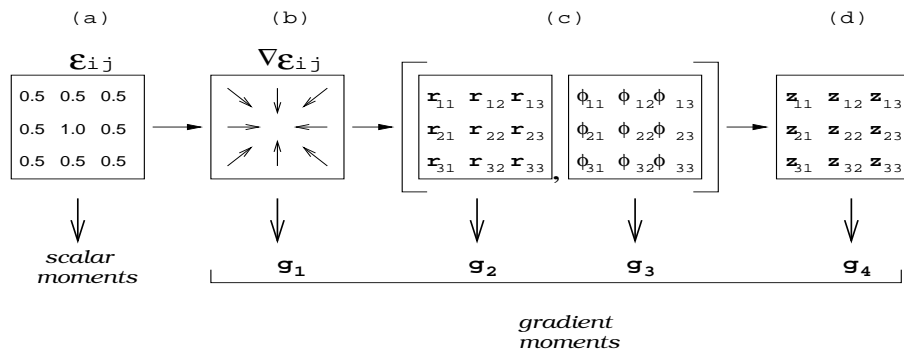 (a) (b) (c) (d)
εij ∇εij
0.5 0.5 0.5 r11 r12 r13 ϕ11 ϕ12 ϕ13 z11 z12 z13
0.5 1.0 0.5 r21 r22 r23 ϕ21 ϕ22 ϕ23 z21 z22 z23
0.5 0.5 0.5 r31 r32 r33 , ϕ31 ϕ32 ϕ33 z31 z32 z33
scalar
moments
g1 g2 g3 g4
gradient
moments